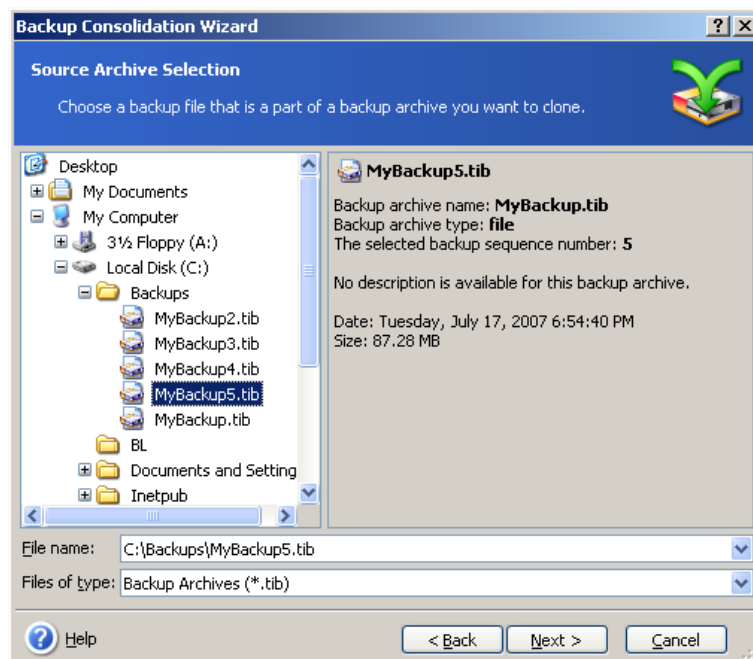 Backup Consolidation Wizard
Source Archive Selection
Choose a backup file that is a part of a backup archive you want to clone.
Desktop
My Documents
My Computer
3½ Floppy (A:)
Local Disk (C:)
Backups
MyBackup2.tib
MyBackup3.tib
MyBackup4.tib
MyBackup5.tib
MyBackup.tib
BL
Documents and Setting
Inetpub
MyBackup5.tib
Backup archive name: MyBackup.tib
Backup archive type: file
The selected backup sequence number: 5
No description is available for this backup archive.
Date: Tuesday, July 17, 2007 6:54:40 PM
Size: 87.28 MB
File name: C:\Backups\MyBackup5.tib
Files of type: Backup Archives (*.tib)
Help
< Back
Next >
Cancel